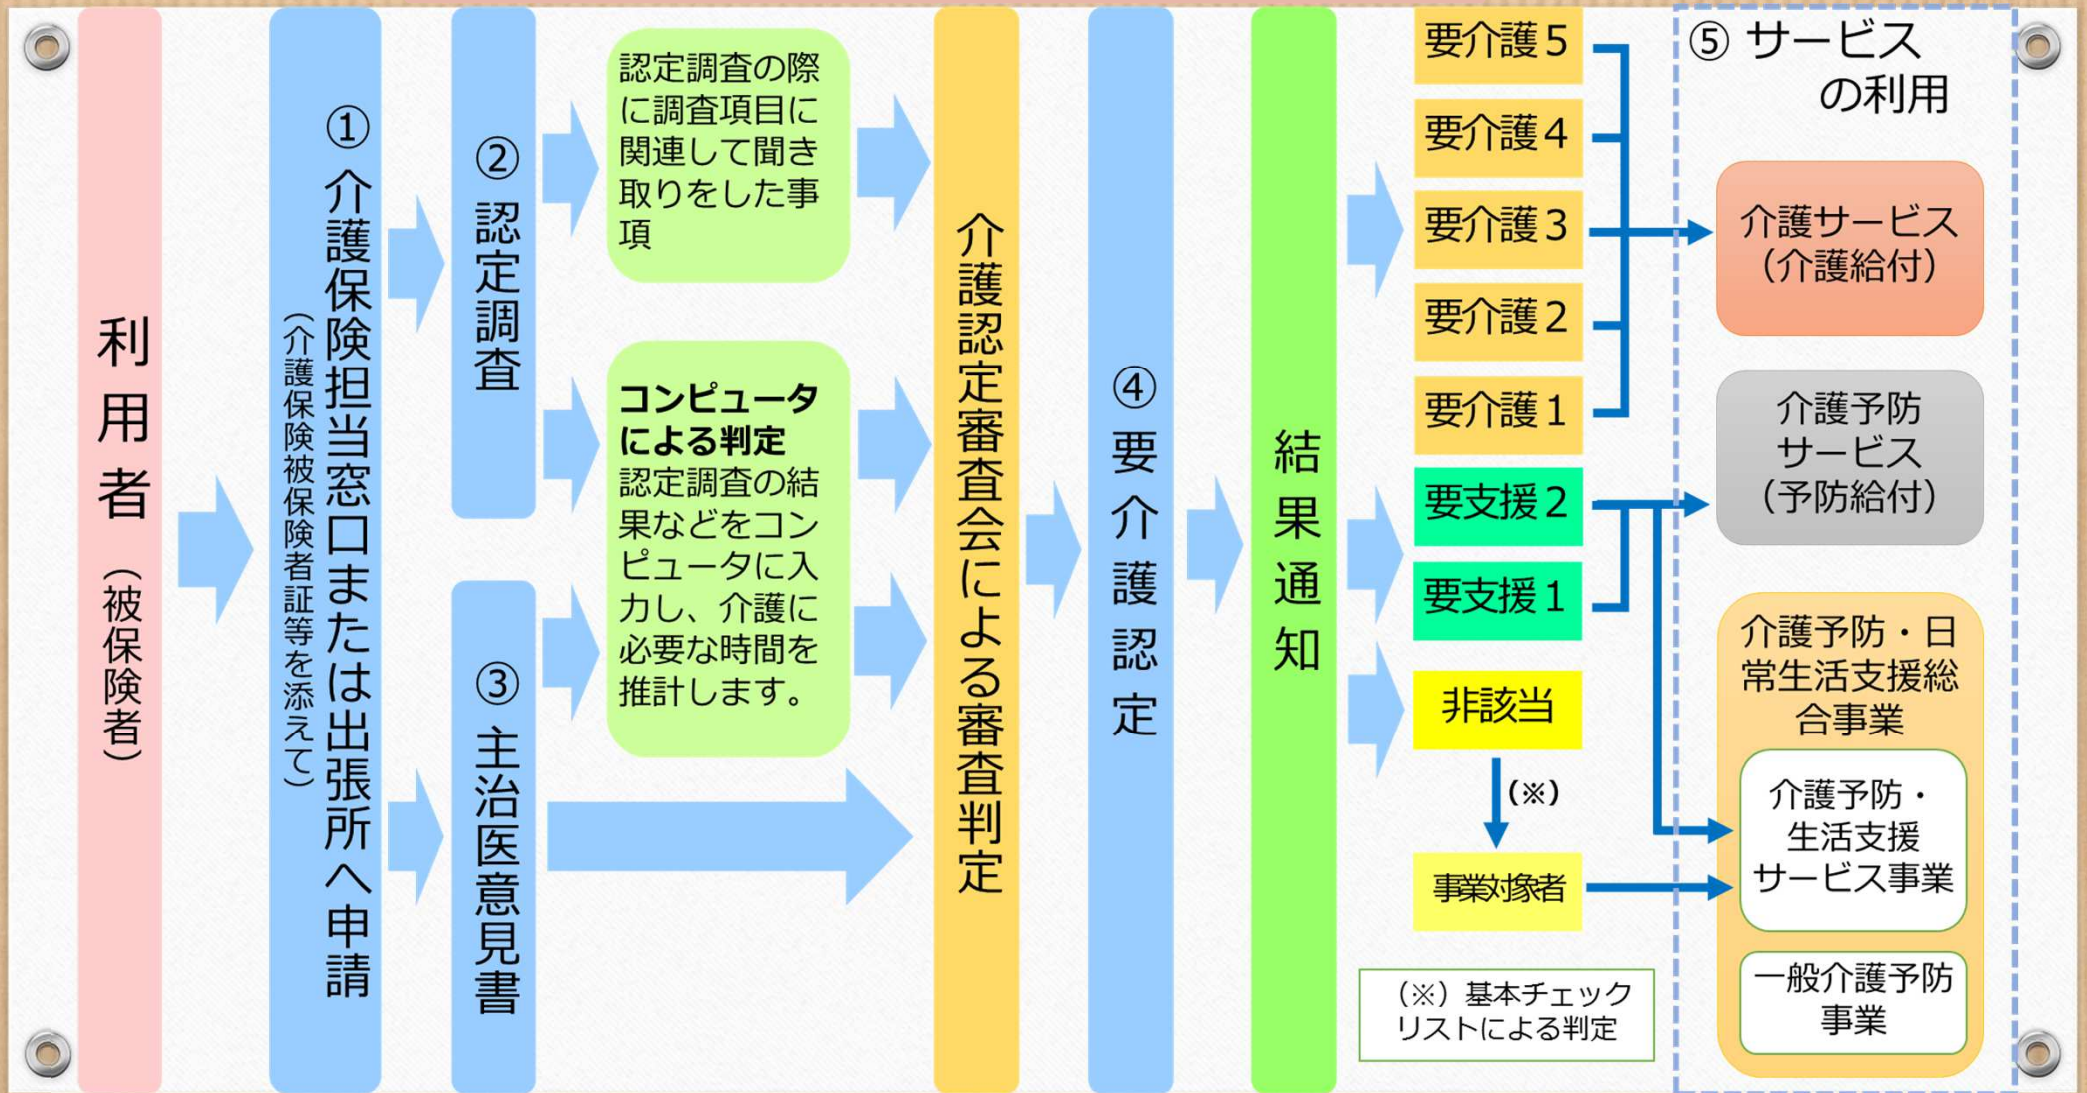 利用者（被保険者）
① 介護保険担当窓口または出張所へ申請
（介護保険被保険者証等を添えて）
② 認定調査
③ 主治医意見書
認定調査の際
に調査項目に
関連して聞き
取りをした事
項
コンピュータ
による判定
認定調査の結
果などをコン
ピュータに入
力し、介護に
必要な時間を
推計します。
介護認定審査会による審査判定
④ 要介護認定
結果通知
要介護５
要介護４
要介護３
要介護２
要介護１
要支援２
要支援１
非該当
（※）
事業対象者
（※）基本チェック
リストによる判定
⑤ サービス
の利用
介護サービス
（介護給付）
介護予防
サービス
（予防給付）
介護予防・日
常生活支援総
合事業
介護予防・
生活支援
サービス事業
一般介護予防
事業